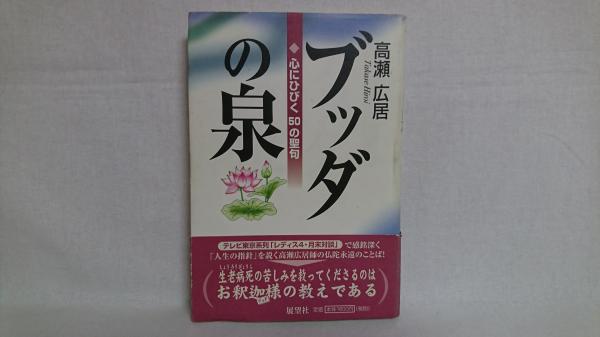 高瀬 広居
Takase Hiroi
ブッダ
の泉
◆心にひびく50の聖句
テレビ東京系列「レディス4・月末対談」で感銘深く
「人生の指針」を説く高瀬広居師の仏陀永遠のことば!
しょうろうびょうし
生老病死の苦しみを救ってくださるのは
お釈迦様の教えである
展望社
定価